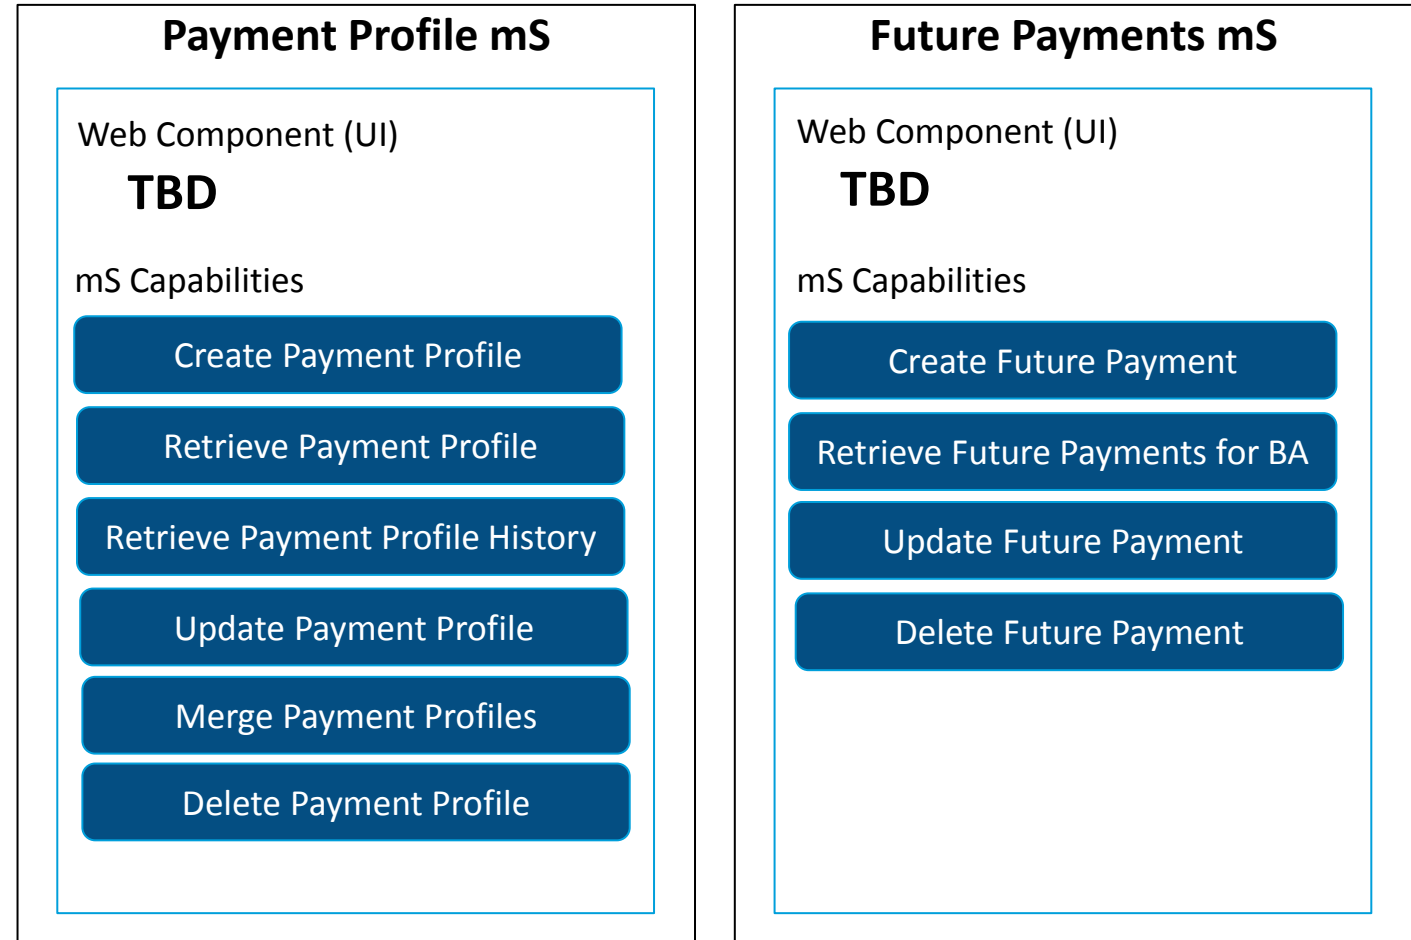 Payment Profile mS
Web Component (UI)
TBD
mS Capabilities
Create Payment Profile
Retrieve Payment Profile
Retrieve Payment Profile History
Update Payment Profile
Merge Payment Profiles
Delete Payment Profile
Future Payments mS
Web Component (UI)
TBD
mS Capabilities
Create Future Payment
Retrieve Future Payments for BA
Update Future Payment
Delete Future Payment